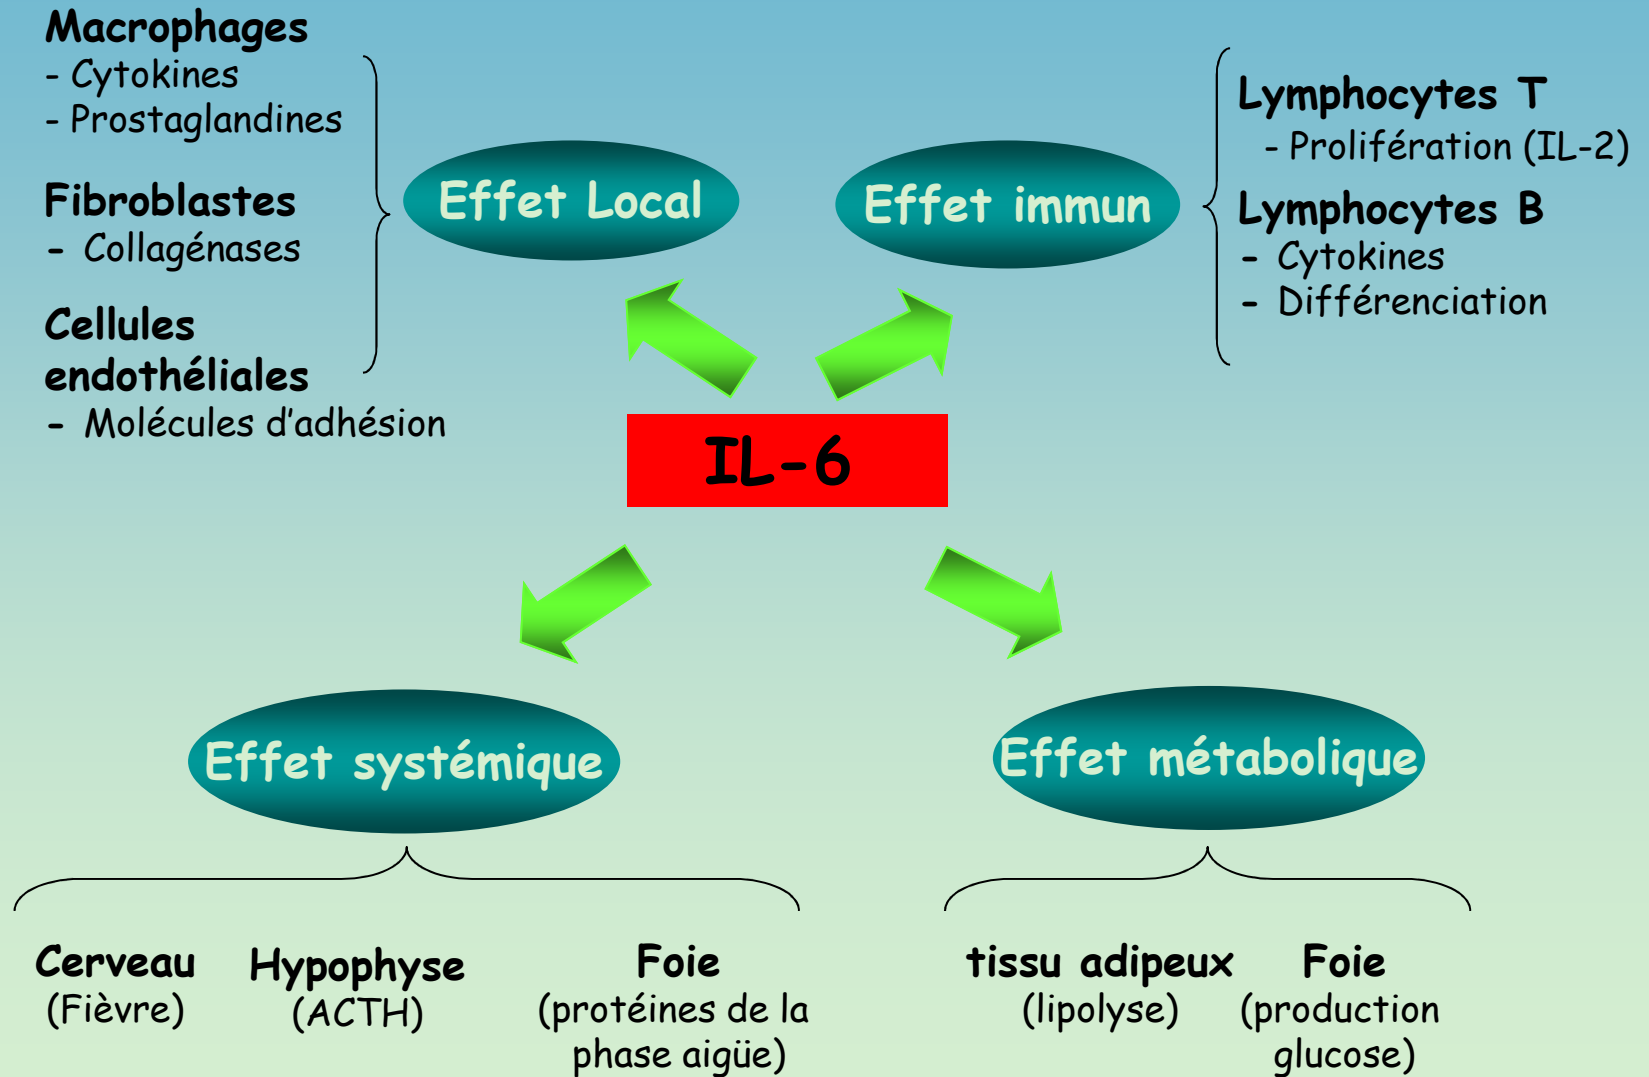 Macrophages
- Cytokines
- Prostaglandines
Fibroblastes
- Collagénases
Cellules
endothéliales
- Molécules d'adhésion
Effet Local
Effet immun
Lymphocytes T
- Prolifération (IL-2)
Lymphocytes B
- Cytokines
- Différenciation
IL-6
Effet systémique
Effet métabolique
Cerveau
(Fièvre)
Hypophyse
(ACTH)
Foie
(protéines de la
phase aigüe)
tissu adipeux
(lipolyse)
Foie
(production
glucose)